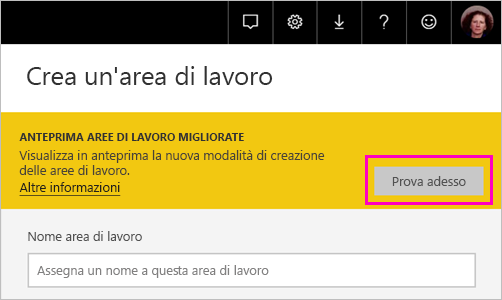 Crea un'area di lavoro
ANTEPRIMA AREE DI LAVORO MIGLIORATE
Visualizza in anteprima la nuova modalità di creazione
delle aree di lavoro.
Altre informazioni
Prova adesso
Nome area di lavoro
Assegna un nome a questa area di lavoro